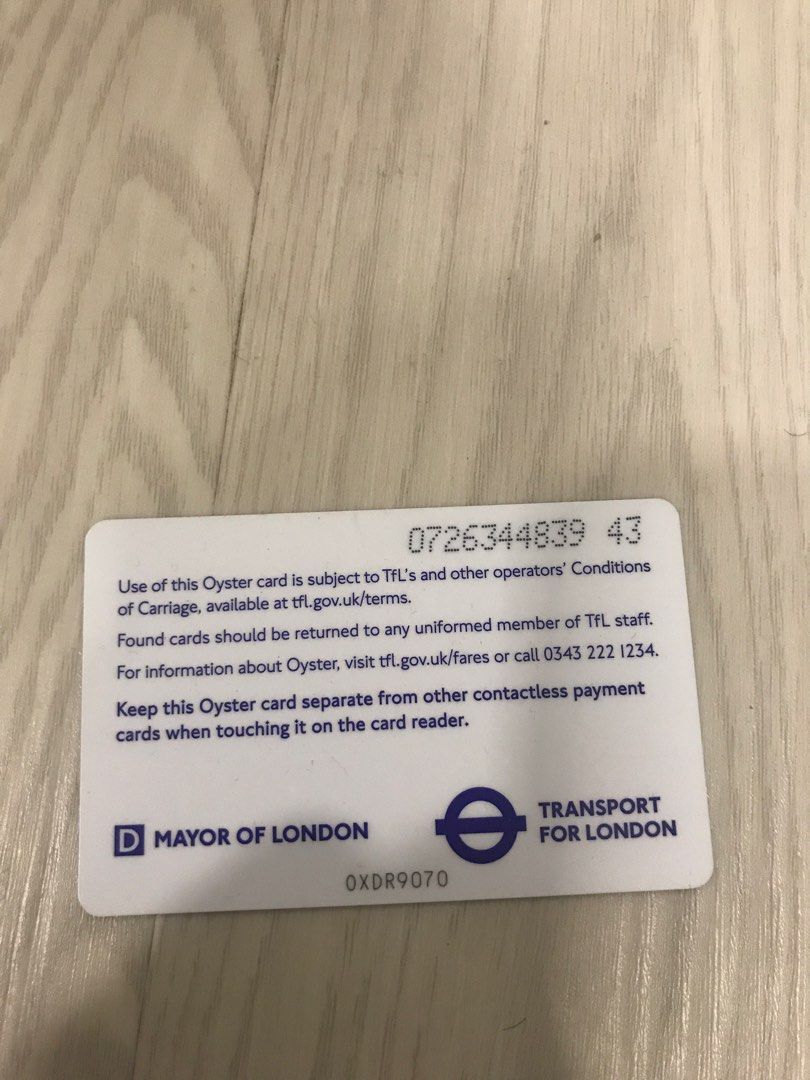 0726344839 43
Use of this Oyster card is subject to TfL's and other operators' Conditions
of Carriage, available at tfl.gov.uk/terms.
Found cards should be returned to any uniformed member of TfL staff.
For information about Oyster, visit tfl.gov.uk/fares or call 0343 222 1234.
Keep this Oyster card separate from other contactless payment
cards when touching it on the card reader.
D MAYOR OF LONDON
TRANSPORT
FOR LONDON
0XDR9070